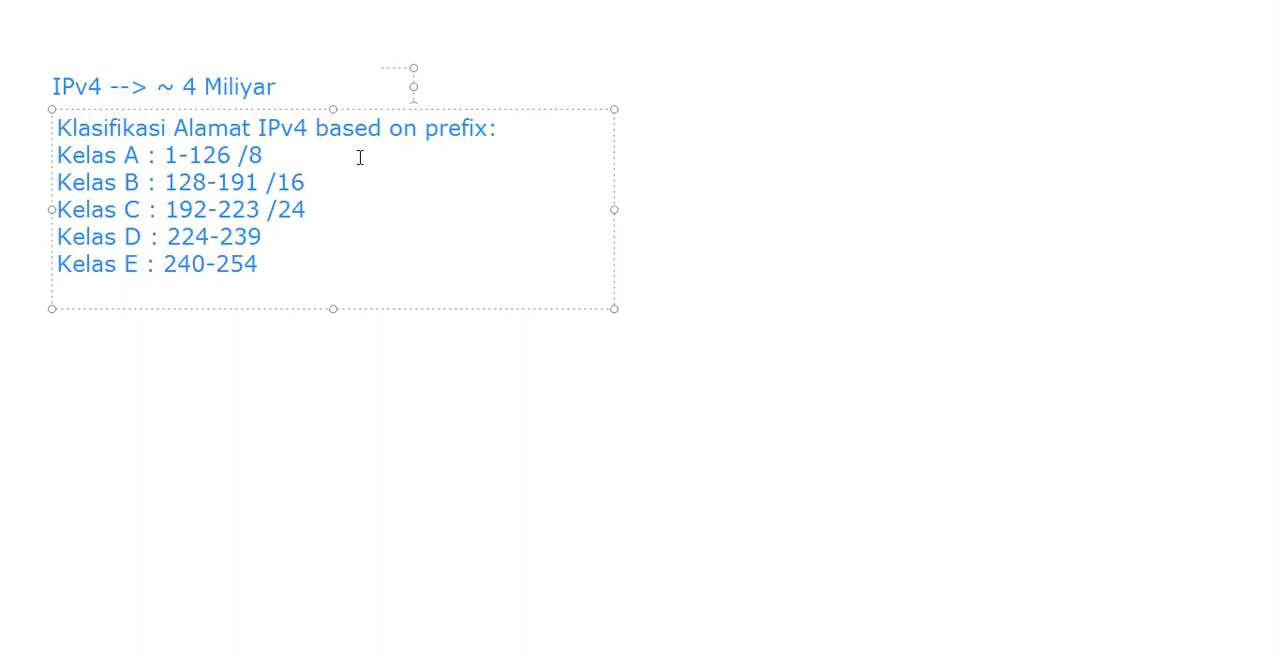 IPv4 --> ~ 4 Miliyar
Klasifikasi Alamat IPv4 based on prefix:
Kelas A : 1-126 /8
Kelas B : 128-191 /16
Kelas C : 192-223 /24
Kelas D : 224-239
Kelas E : 240-254